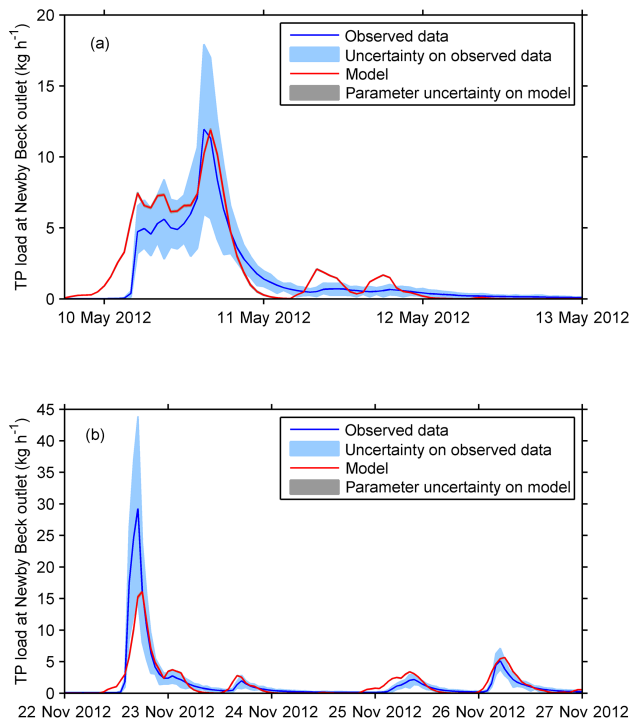 20
15
10
5
0
TP load at Newby Beck outlet (kg h⁻¹)
(a)
Observed data
Uncertainty on observed data
Model
Parameter uncertainty on model
10 May 2012
11 May 2012
12 May 2012
13 May 2012
45
40
35
30
25
20
15
10
5
0
TP load at Newby Beck outlet (kg h⁻¹)
(b)
Observed data
Uncertainty on observed data
Model
Parameter uncertainty on model
22 Nov 2012
23 Nov 2012
24 Nov 2012
25 Nov 2012
26 Nov 2012
27 Nov 2012